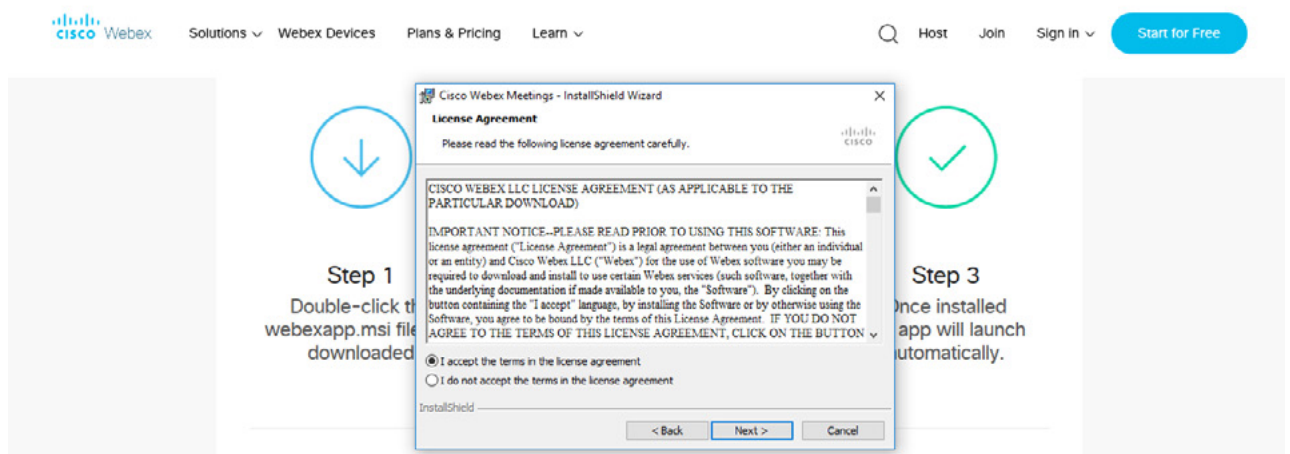 cisco Webex
Solutions
Webex Devices
Plans & Pricing
Learn
Host
Join
Sign in
Start for Free
Cisco Webex Meetings - InstallShield Wizard
License Agreement
Please read the following license agreement carefully.
cisco
CISCO WEBEX LLC LICENSE AGREEMENT (AS APPLICABLE TO THE
PARTICULAR DOWNLOAD)
IMPORTANT NOTICE--PLEASE READ PRIOR TO USING THIS SOFTWARE: This
license agreement ("License Agreement") is a legal agreement between you (either an individual
or an entity) and Cisco Webex LLC ("Webex") for the use of Webex software you may be
required to download and install to use certain Webex services (such software, together with
the underlying documentation if made available to you, the "Software"). By clicking on the
button containing the "I accept" language, by installing the Software or by otherwise using the
Software, you agree to be bound by the terms of this License Agreement. IF YOU DO NOT
AGREE TO THE TERMS OF THIS LICENSE AGREEMENT, CLICK ON THE BUTTON
I accept the terms in the license agreement
I do not accept the terms in the license agreement
InstallShield
< Back
Next >
Cancel
Step 1
Double-click
webexapp.msi
downloaded
Step 3
installed
app will launch
automatically.